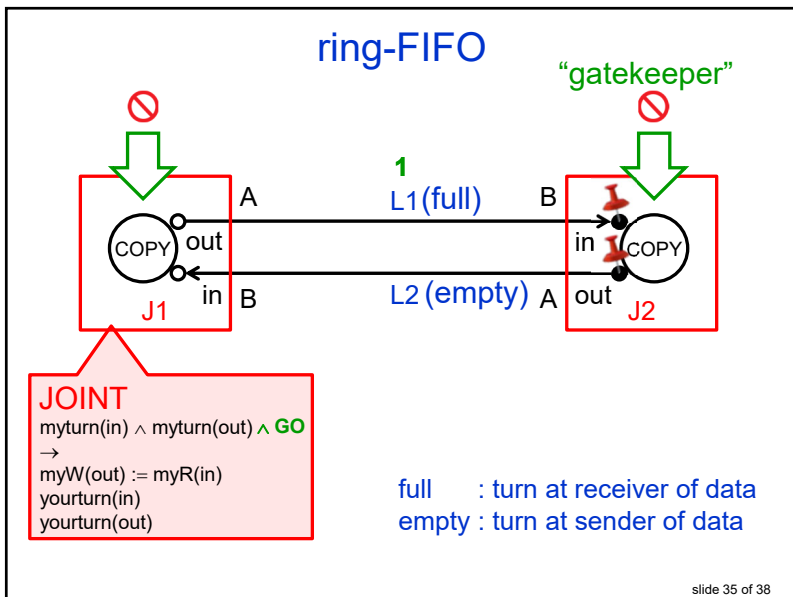 ring-FIFO
“gatekeeper”
1
A
L1 (full)
B
COPY
out
in
COPY
in
B
L2 (empty)
A
out
J1
J2
JOINT
myturn(in) ∧ myturn(out) ∧ GO
→
myW(out) := myR(in)
yourturn(in)
yourturn(out)
full : turn at receiver of data
empty : turn at sender of data
slide 35 of 38